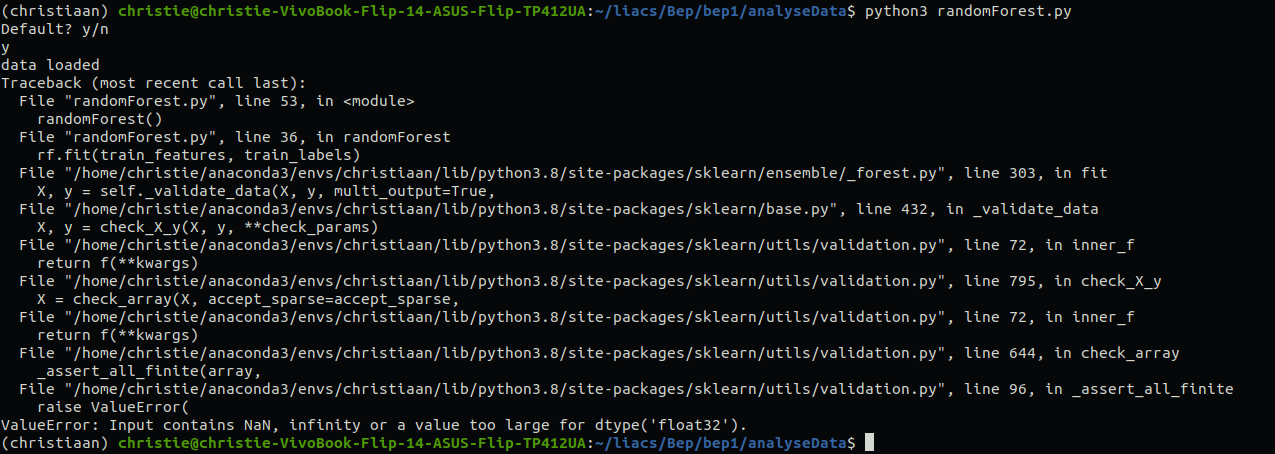 (christiaan) christie@christie-VivoBook-Flip-14-ASUS-Flip-TP412UA:~/liacs/Bep/bep1/analyseData$ python3 randomForest.py
Default? y/n
y
data loaded
Traceback (most recent call last):
  File "randomForest.py", line 53, in <module>
    randomForest()
  File "randomForest.py", line 36, in randomForest
    rf.fit(train_features, train_labels)
  File "/home/christie/anaconda3/envs/christiaan/lib/python3.8/site-packages/sklearn/ensemble/_forest.py", line 303, in fit
    X, y = self._validate_data(X, y, multi_output=True,
  File "/home/christie/anaconda3/envs/christiaan/lib/python3.8/site-packages/sklearn/base.py", line 432, in _validate_data
    X, y = check_X_y(X, y, **check_params)
  File "/home/christie/anaconda3/envs/christiaan/lib/python3.8/site-packages/sklearn/utils/validation.py", line 72, in inner_f
    return f(**kwargs)
  File "/home/christie/anaconda3/envs/christiaan/lib/python3.8/site-packages/sklearn/utils/validation.py", line 795, in check_X_y
    X = check_array(X, accept_sparse=accept_sparse,
  File "/home/christie/anaconda3/envs/christiaan/lib/python3.8/site-packages/sklearn/utils/validation.py", line 72, in inner_f
    return f(**kwargs)
  File "/home/christie/anaconda3/envs/christiaan/lib/python3.8/site-packages/sklearn/utils/validation.py", line 644, in check_array
    _assert_all_finite(array,
  File "/home/christie/anaconda3/envs/christiaan/lib/python3.8/site-packages/sklearn/utils/validation.py", line 96, in _assert_all_finite
    raise ValueError(
ValueError: Input contains NaN, infinity or a value too large for dtype('float32').
(christiaan) christie@christie-VivoBook-Flip-14-ASUS-Flip-TP412UA:~/liacs/Bep/bep1/analyseData$